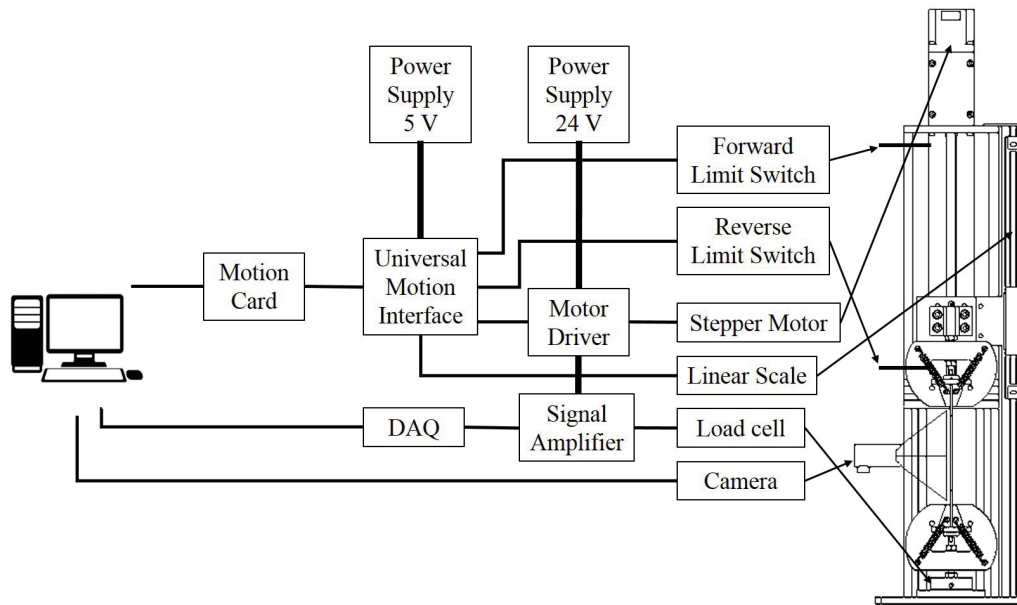 Power
Supply
5 V
Power
Supply
24 V
Forward
Limit Switch
Reverse
Limit Switch
Motion
Card
Universal
Motion
Interface
Motor
Driver
Stepper Motor
Linear Scale
DAQ
Signal
Amplifier
Load cell
Camera